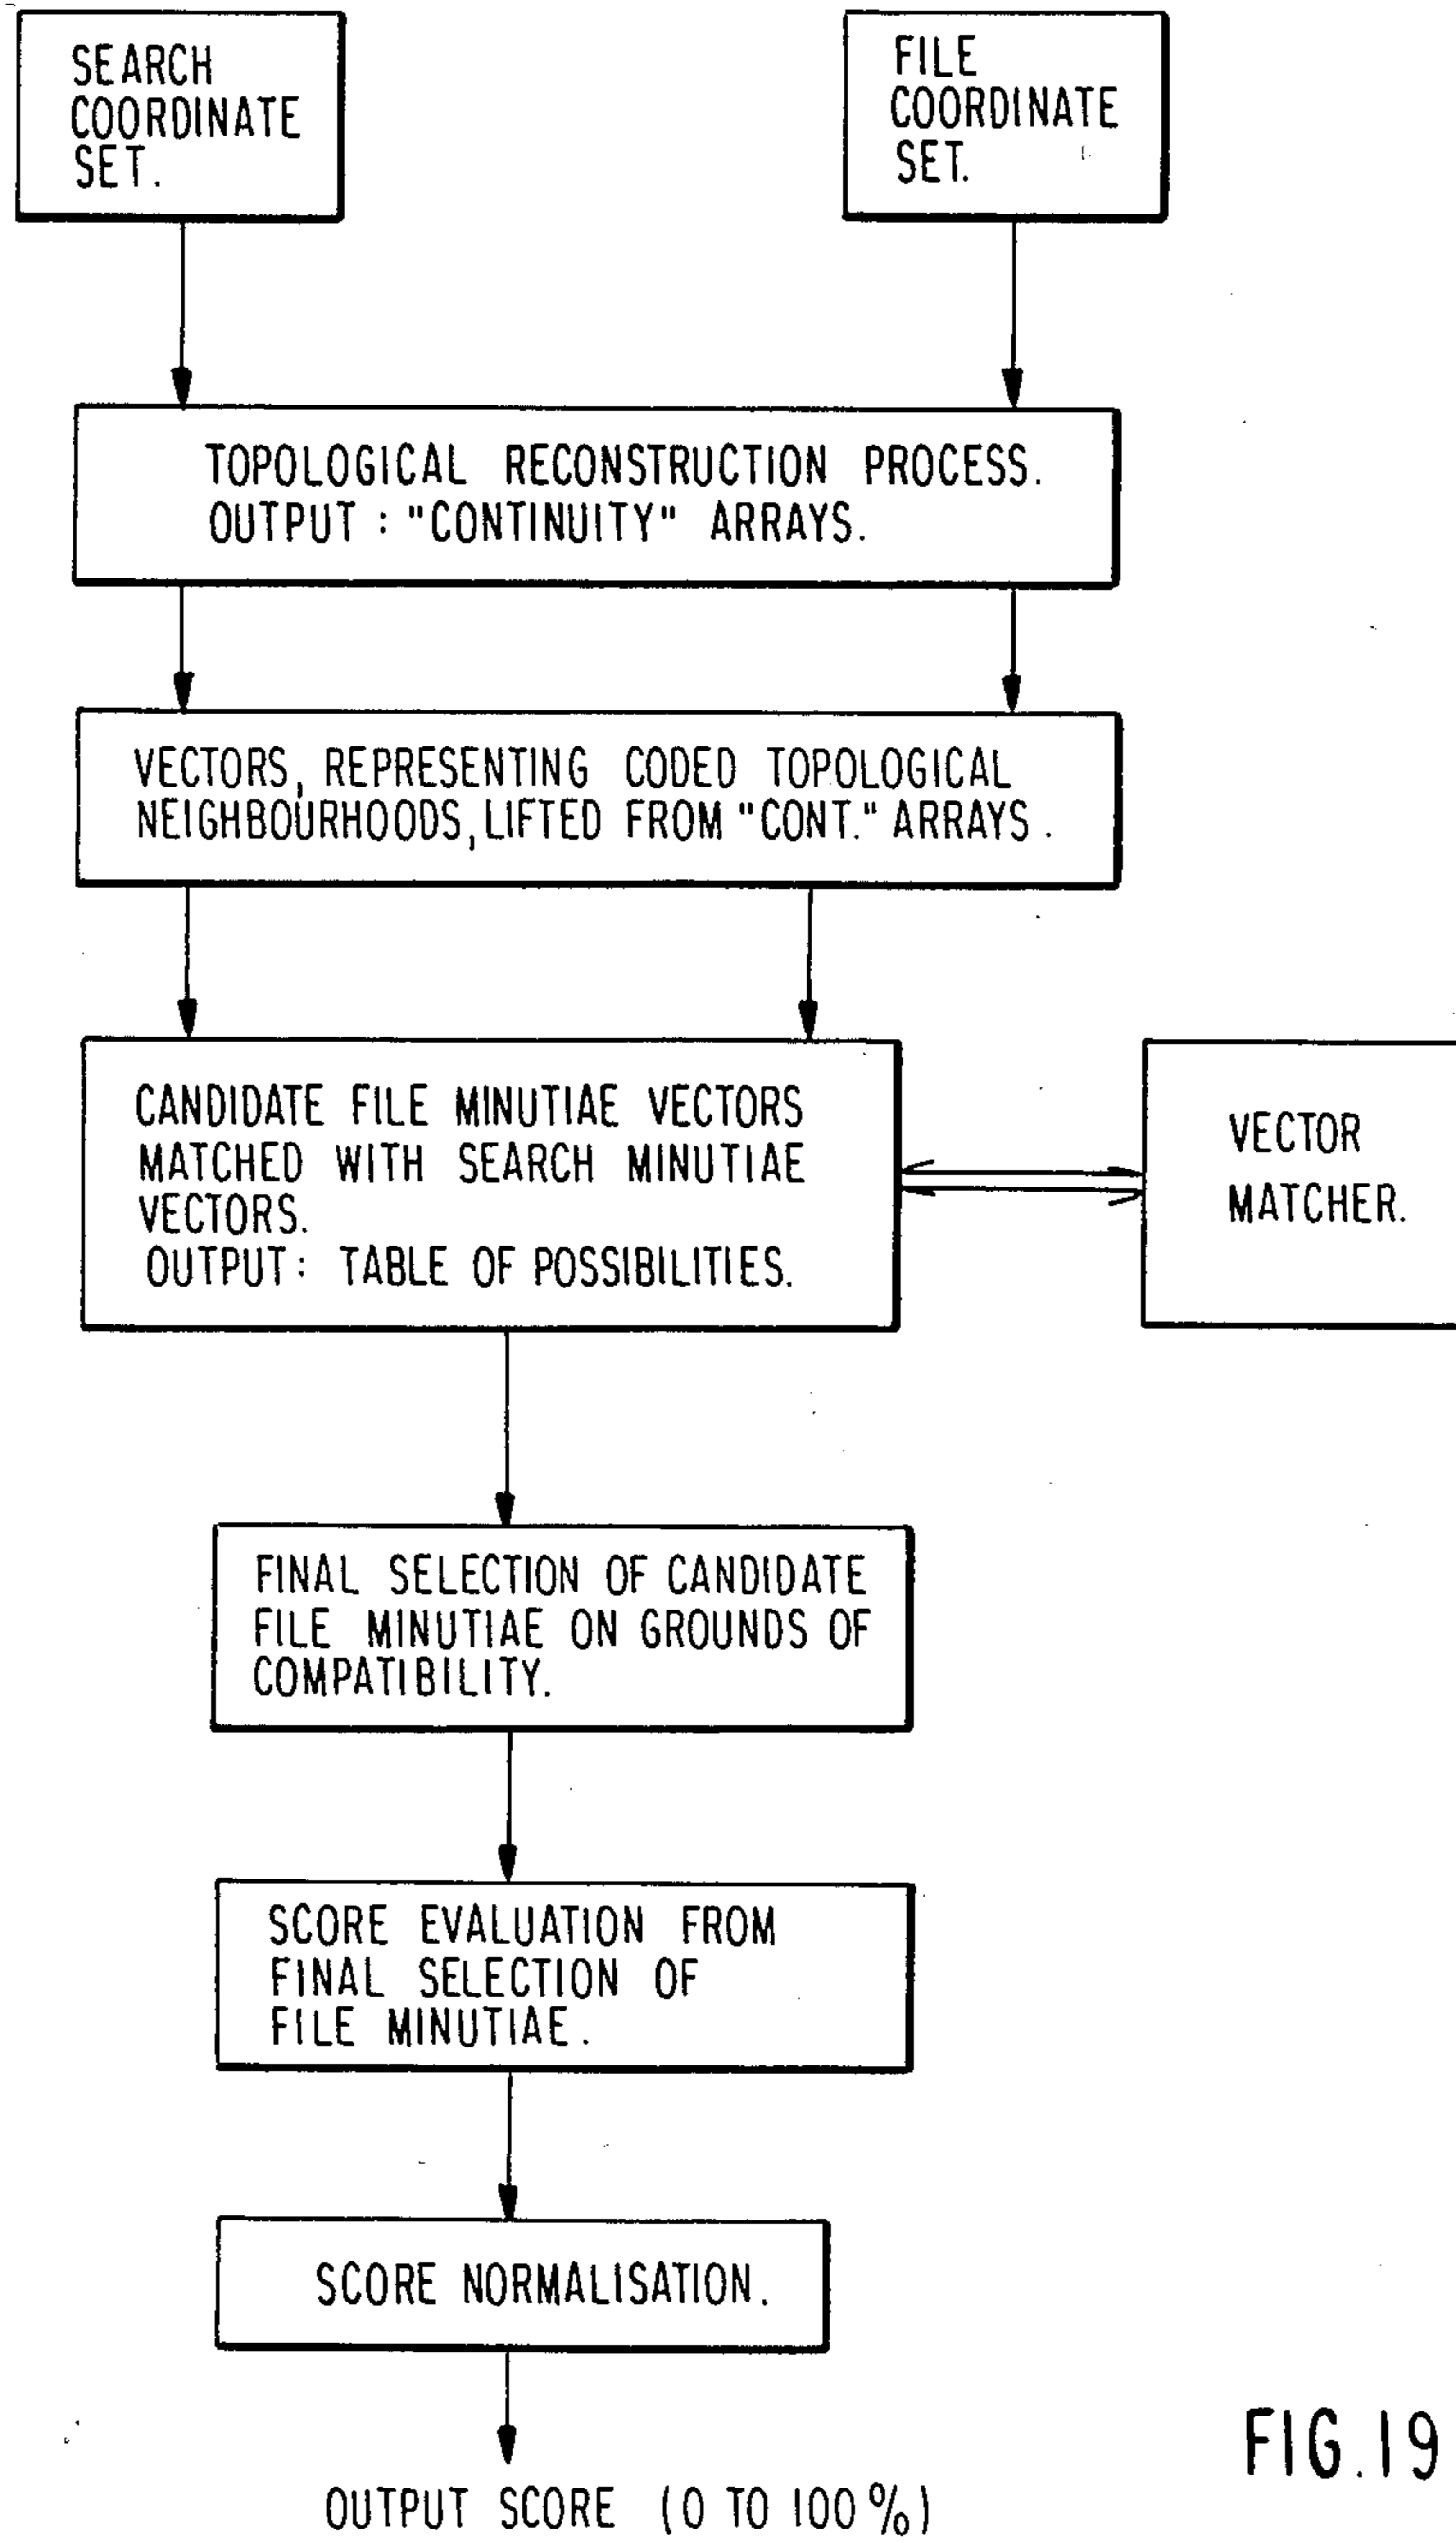 SEARCH
COORDINATE
SET.
FILE
COORDINATE
SET.
TOPOLOGICAL RECONSTRUCTION PROCESS.
OUTPUT : "CONTINUITY" ARRAYS.
VECTORS, REPRESENTING CODED TOPOLOGICAL
NEIGHBOURHOODS, LIFTED FROM "CONT." ARRAYS.
CANDIDATE FILE MINUTIAE VECTORS
MATCHED WITH SEARCH MINUTIAE
VECTORS.
OUTPUT: TABLE OF POSSIBILITIES.
VECTOR
MATCHER.
FINAL SELECTION OF CANDIDATE
FILE MINUTIAE ON GROUNDS OF
COMPATIBILITY.
SCORE EVALUATION FROM
FINAL SELECTION OF
FILE MINUTIAE.
SCORE NORMALISATION.
OUTPUT SCORE (0 TO 100%)
FIG.19